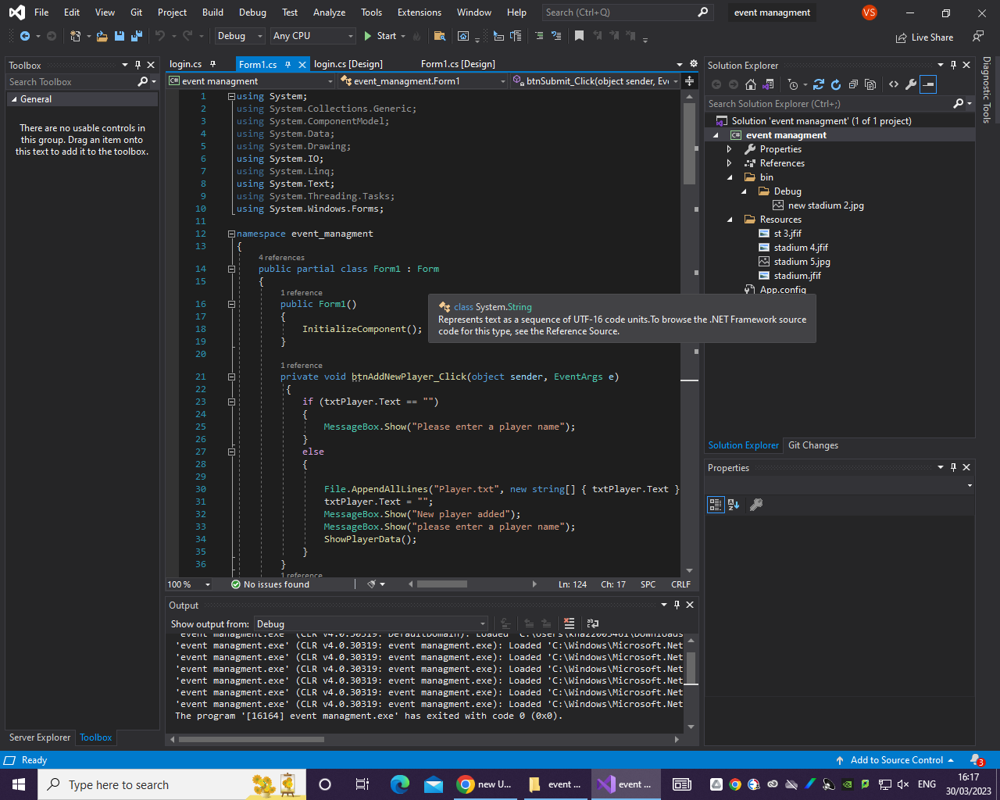 File Edit View Git Project Build Debug Test Analyze Tools Extensions Window Help Search (Ctrl+Q) event managment VS
Debug Any CPU Start Live Share
Toolbox
Search Toolbox
General
There are no usable controls in
this group. Drag an item onto
this text to add it to the toolbox.
Server Explorer Toolbox
login.cs Form1.cs login.cs [Design] Form1.cs [Design]
C# event managment event_managment.Form1 btnSubmit_Click(object sender, Eve
1 using System;
2 using System.Collections.Generic;
3 using System.ComponentModel;
4 using System.Data;
5 using System.Drawing;
6 using System.IO;
7 using System.Linq;
8 using System.Text;
9 using System.Threading.Tasks;
10 using System.Windows.Forms;
11
12 namespace event_managment
13 {
4 references
14 public partial class Form1 : Form
15 {
1 reference
16 public Form1()
17 {
18 InitializeComponent();
19 }
20
1 reference
21 private void btnAddNewPlayer_Click(object sender, EventArgs e)
22 {
23 if (txtPlayer.Text == "")
24 {
25 MessageBox.Show("Please enter a player name");
26 }
27 else
28 {
29
30 File.AppendAllLines("Player.txt", new string[] { txtPlayer.Text }
31 txtPlayer.Text = "";
32 MessageBox.Show("New player added");
33 MessageBox.Show("please enter a player name");
34 ShowPlayerData();
35 }
36 }
1 reference
class System.String
Represents text as a sequence of UTF-16 code units.To browse the .NET Framework source
code for this type, see the Reference Source.
100 % No issues found Ln: 124 Ch: 17 SPC CRLF
Output
Show output from: Debug
'event managment.exe' (CLR v4.0.30319: DefaultDomain): Loaded 'C:\Users\kha22003461\Downloads
'event managment.exe' (CLR v4.0.30319: event managment.exe): Loaded 'C:\Windows\Microsoft.Net
'event managment.exe' (CLR v4.0.30319: event managment.exe): Loaded 'C:\Windows\Microsoft.Net
'event managment.exe' (CLR v4.0.30319: event managment.exe): Loaded 'C:\Windows\Microsoft.Net
'event managment.exe' (CLR v4.0.30319: event managment.exe): Loaded 'C:\Windows\Microsoft.Net
'event managment.exe' (CLR v4.0.30319: event managment.exe): Loaded 'C:\Windows\Microsoft.Net
'event managment.exe' (CLR v4.0.30319: event managment.exe): Loaded 'C:\Windows\Microsoft.Net
The program '[16164] event managment.exe' has exited with code 0 (0x0).
Solution Explorer
Search Solution Explorer (Ctrl+;)
Solution 'event managment' (1 of 1 project)
C# event managment
Properties
References
bin
Debug
new stadium 2.jpg
Resources
st 3.jfif
stadium 4.jfif
stadium 5.jpg
stadium.jfif
App.config
Solution Explorer Git Changes
Properties
Diagnostic Tools
Ready Add to Source Control 3
Type here to search new U... event ... event ... ENG 16:17
30/03/2023